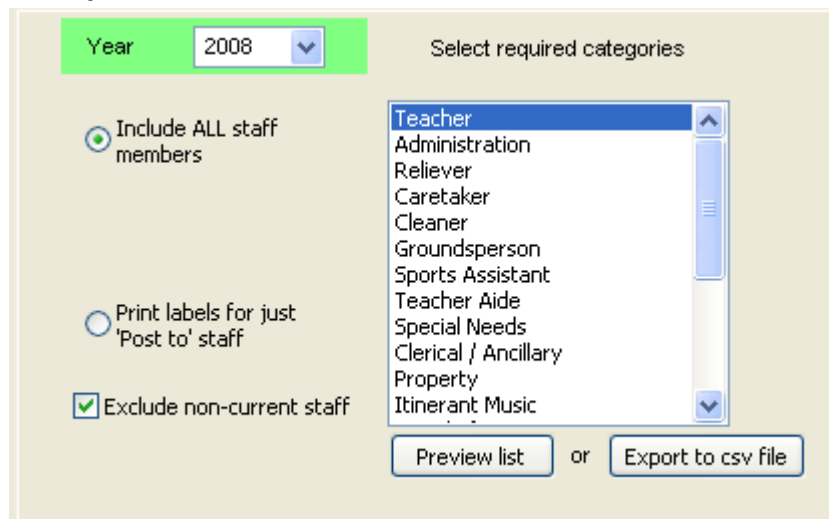 Year 2008 Select required categories
Include ALL staff
members
Teacher
Administration
Reliever
Caretaker
Cleaner
Groundsperson
Sports Assistant
Teacher Aide
Special Needs
Clerical / Ancillary
Property
Itinerant Music
Print labels for just
'Post to' staff
Exclude non-current staff
Preview list or Export to csv file